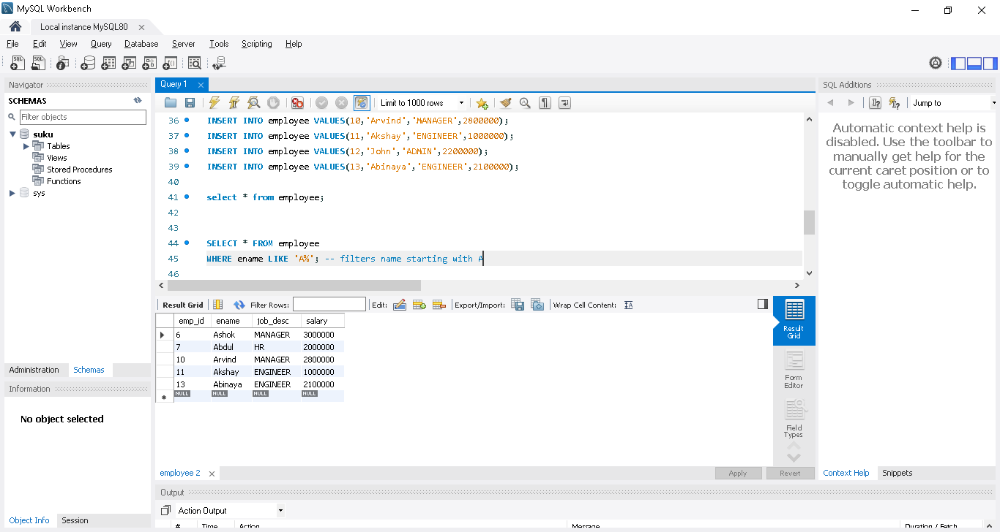 MySQL Workbench
Local instance MySQL80
File Edit View Query Database Server Tools Scripting Help
Navigator
SCHEMAS
Filter objects
suku
Tables
Views
Stored Procedures
Functions
sys
Administration Schemas
Information
No object selected
Object Info Session
Query 1
Limit to 1000 rows
36 INSERT INTO employee VALUES(10,'Arvind','MANAGER',2800000);
37 INSERT INTO employee VALUES(11,'Akshay','ENGINEER',1000000);
38 INSERT INTO employee VALUES(12,'John','ADMIN',2200000);
39 INSERT INTO employee VALUES(13,'Abinaya','ENGINEER',2100000);
40
41 select * from employee;
42
43
44 SELECT * FROM employee
45 WHERE ename LIKE 'A%'; -- filters name starting with A
46
Result Grid Filter Rows: Edit: Export/Import: Wrap Cell Content:
emp_id ename job_desc salary
6 Ashok MANAGER 3000000
7 Abdul HR 2000000
10 Arvind MANAGER 2800000
11 Akshay ENGINEER 1000000
13 Abinaya ENGINEER 2100000
NULL NULL NULL NULL
Result
Grid
Form
Editor
Field
Types
employee 2
Apply Revert
Output
Action Output
# Time Action Message Duration / Fetch
SQL Additions
Jump to
Automatic context help is
disabled. Use the toolbar to
manually get help for the
current caret position or to
toggle automatic help.
Context Help Snippets